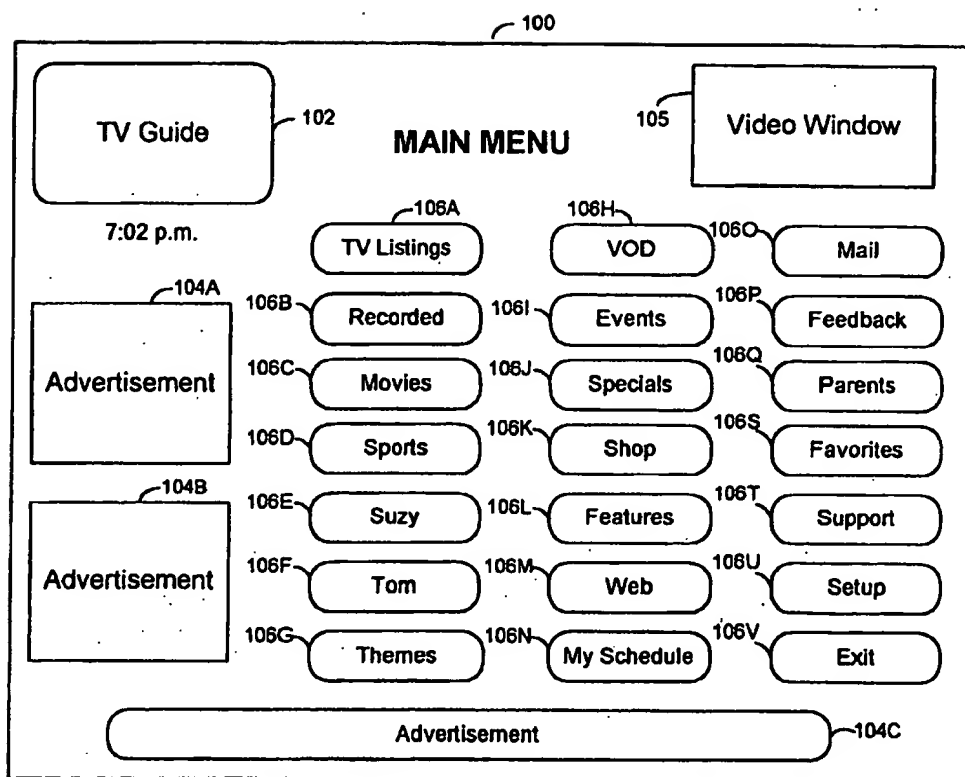 100
TV Guide
102
MAIN MENU
105
Video Window
7:02 p.m.
106A
TV Listings
106H
VOD
106O
Mail
104A
Advertisement
106B
Recorded
106I
Events
106P
Feedback
106C
Movies
106J
Specials
106Q
Parents
106D
Sports
106K
Shop
106S
Favorites
104B
Advertisement
106E
Suzy
106L
Features
106T
Support
106F
Tom
106M
Web
106U
Setup
106G
Themes
106N
My Schedule
106V
Exit
Advertisement
104C